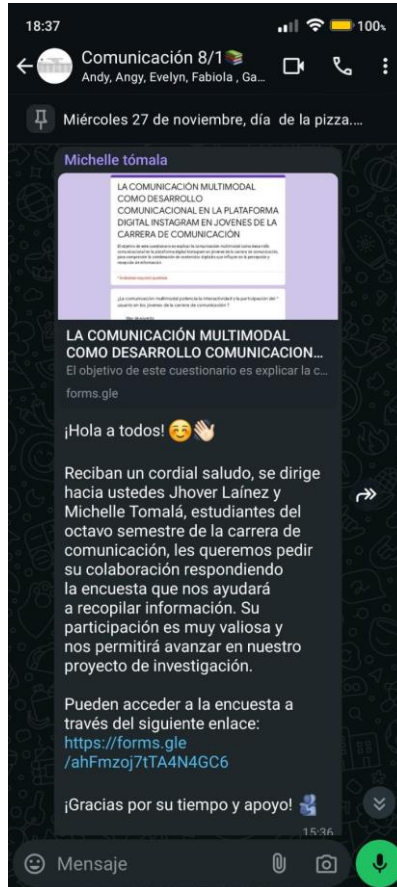 18:37
100%
Comunicación 8/1
Andy, Angy, Evelyn, Fabiola , Ga...
Miércoles 27 de noviembre, día de la pizza....
Michelle tómala
LA COMUNICACIÓN MULTIMODAL
COMO DESARROLLO
COMUNICACIONAL EN LA PLATAFORMA
DIGITAL INSTAGRAM EN JOVENES DE LA
CARRERA DE COMUNICACIÓN
LA COMUNICACIÓN MULTIMODAL
COMO DESARROLLO COMUNICACION...
El objetivo de este cuestionario es explicar la c...
forms.gle
¡Hola a todos!
Reciban un cordial saludo, se dirige
hacia ustedes Jhover Laínez y
Michelle Tomalá, estudiantes del
octavo semestre de la carrera de
comunicación, les queremos pedir
su colaboración respondiendo
la encuesta que nos ayudará
a recopilar información. Su
participación es muy valiosa y
nos permitirá avanzar en nuestro
proyecto de investigación.
Pueden acceder a la encuesta a
través del siguiente enlace:
https://forms.gle
/ahFmzoj7tTA4N4GC6
¡Gracias por su tiempo y apoyo!
15:36
Mensaje